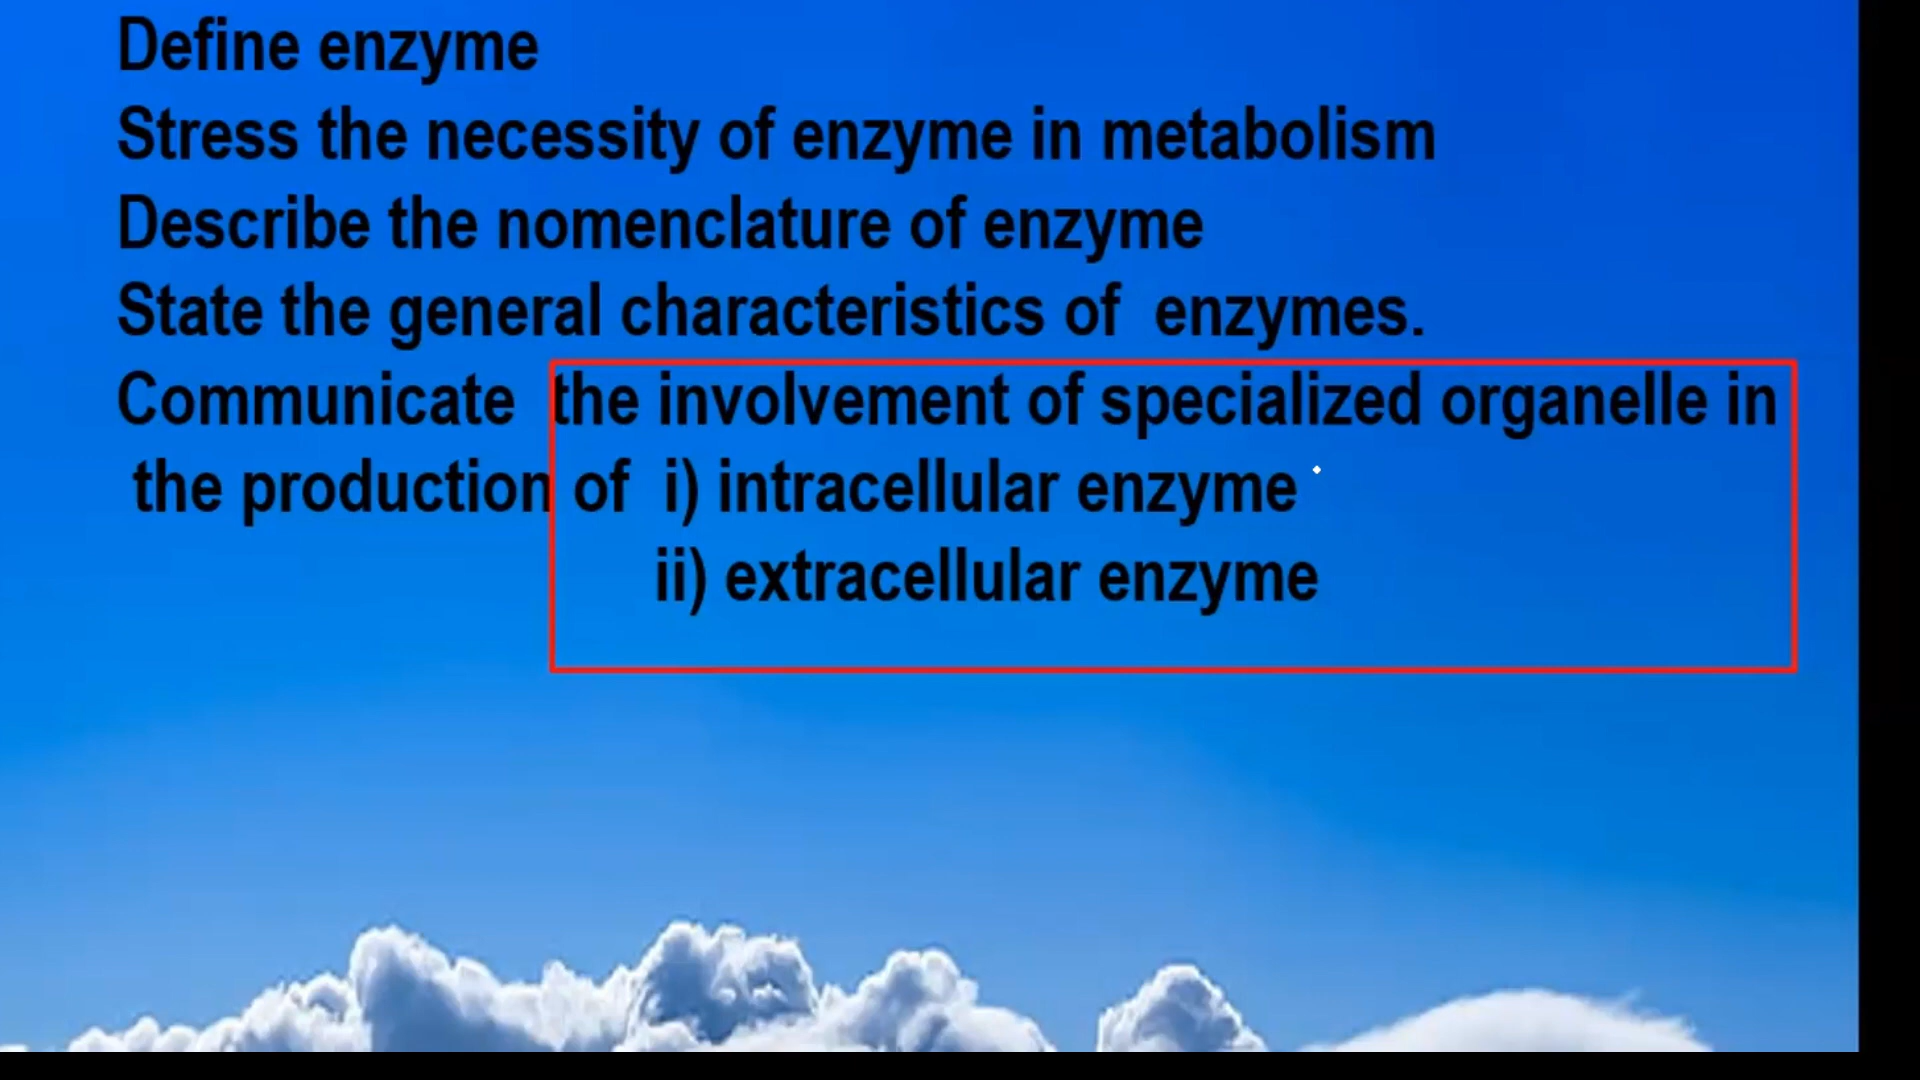 Define enzyme
Stress the necessity of enzyme in metabolism
Describe the nomenclature of enzyme
State the general characteristics of  enzymes.
Communicate  the involvement of specialized organelle in
the production of  i) intracellular enzyme
ii) extracellular enzyme